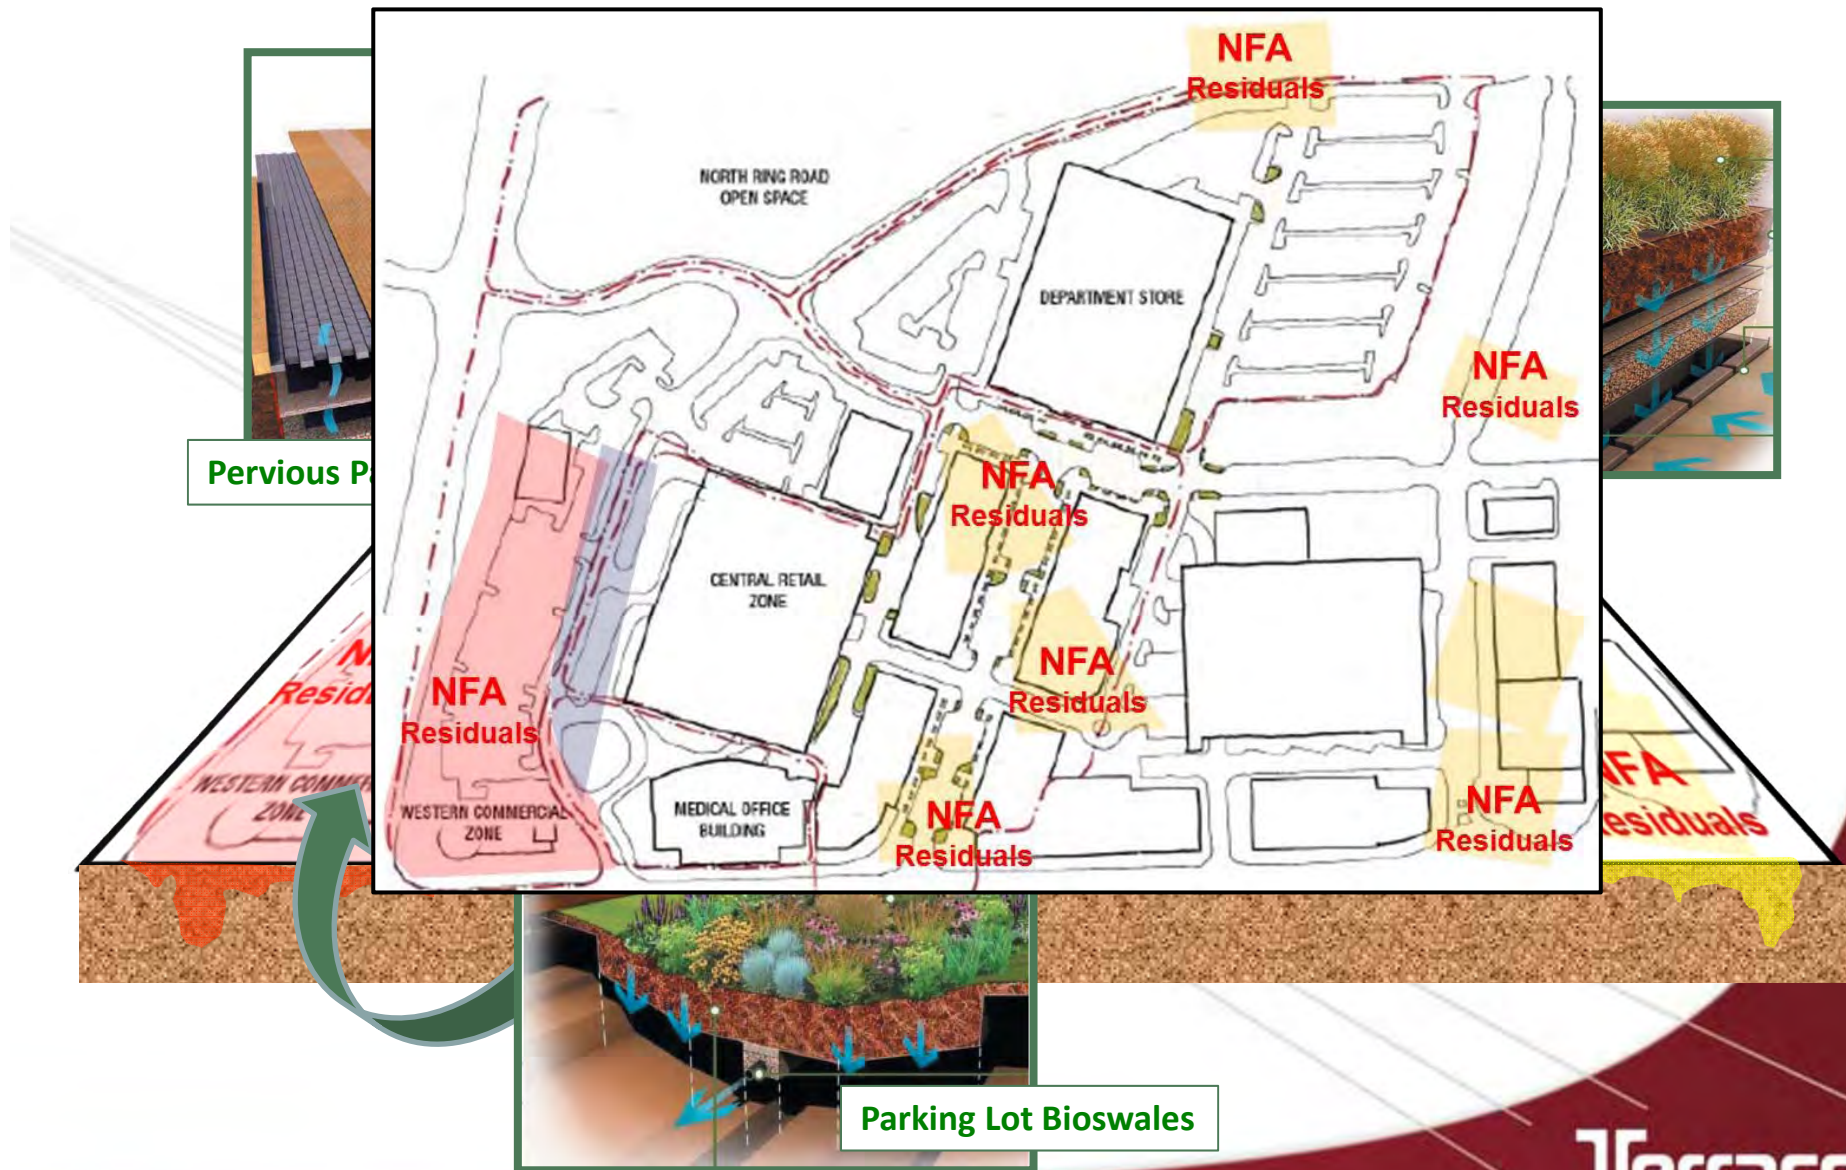 NFA
Residuals
NORTH RING ROAD
OPEN SPACE
DEPARTMENT STORE
NFA
Residuals
Pervious
NFA
Residuals
CENTRAL RETAIL
ZONE
NFA
Residuals
NFA
Residuals
WESTERN COMMERCIAL
ZONE
MEDICAL OFFICE
BUILDING
NFA
Residuals
NFA
Residuals
NFA
Residuals
WESTERN
Parking Lot Bioswales